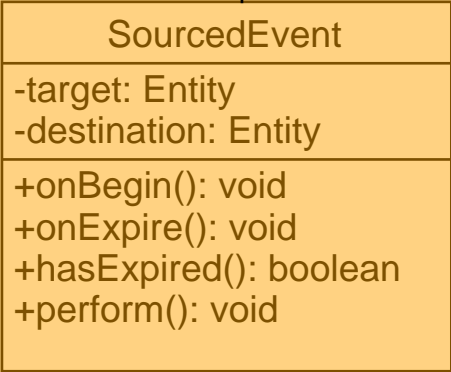 SourcedEvent
-target: Entity
-destination: Entity
+onBegin(): void
+onExpire(): void
+hasExpired(): boolean
+perform(): void